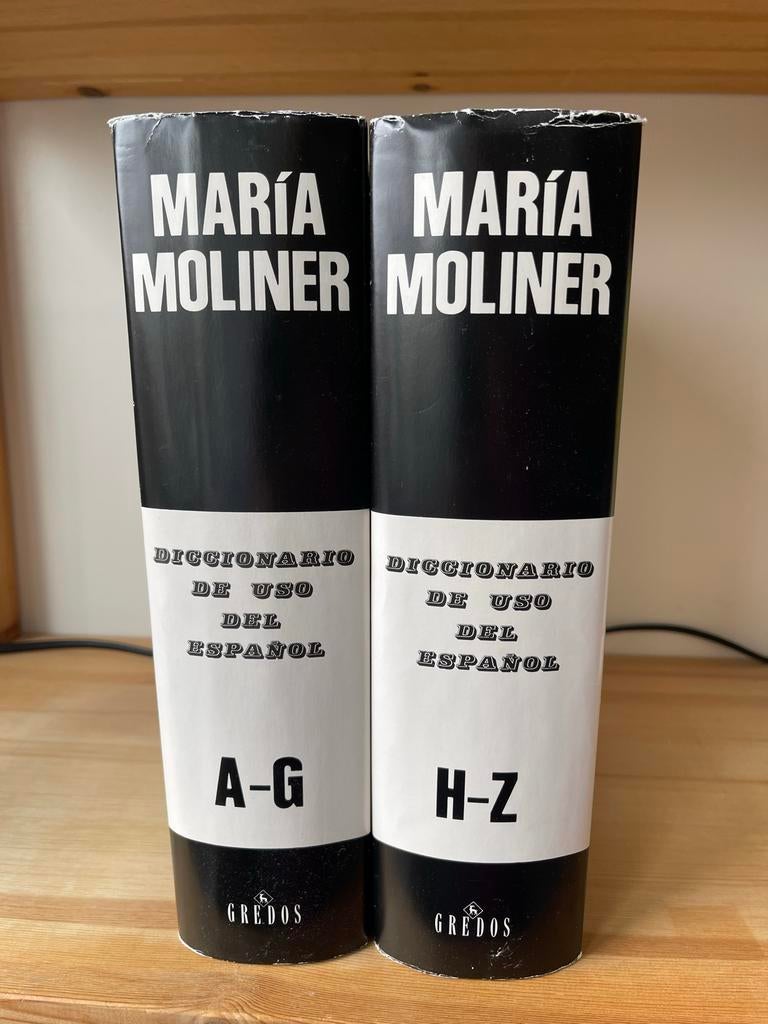 MARíA
MOLINER
DICCIONARIO
DE USO
DEL
ESPAÑOL
A-G
GREDOS
MARíA
MOLINER
DICCIONARIO
DE USO
DEL
ESPAÑOL
H-Z
GREDOS